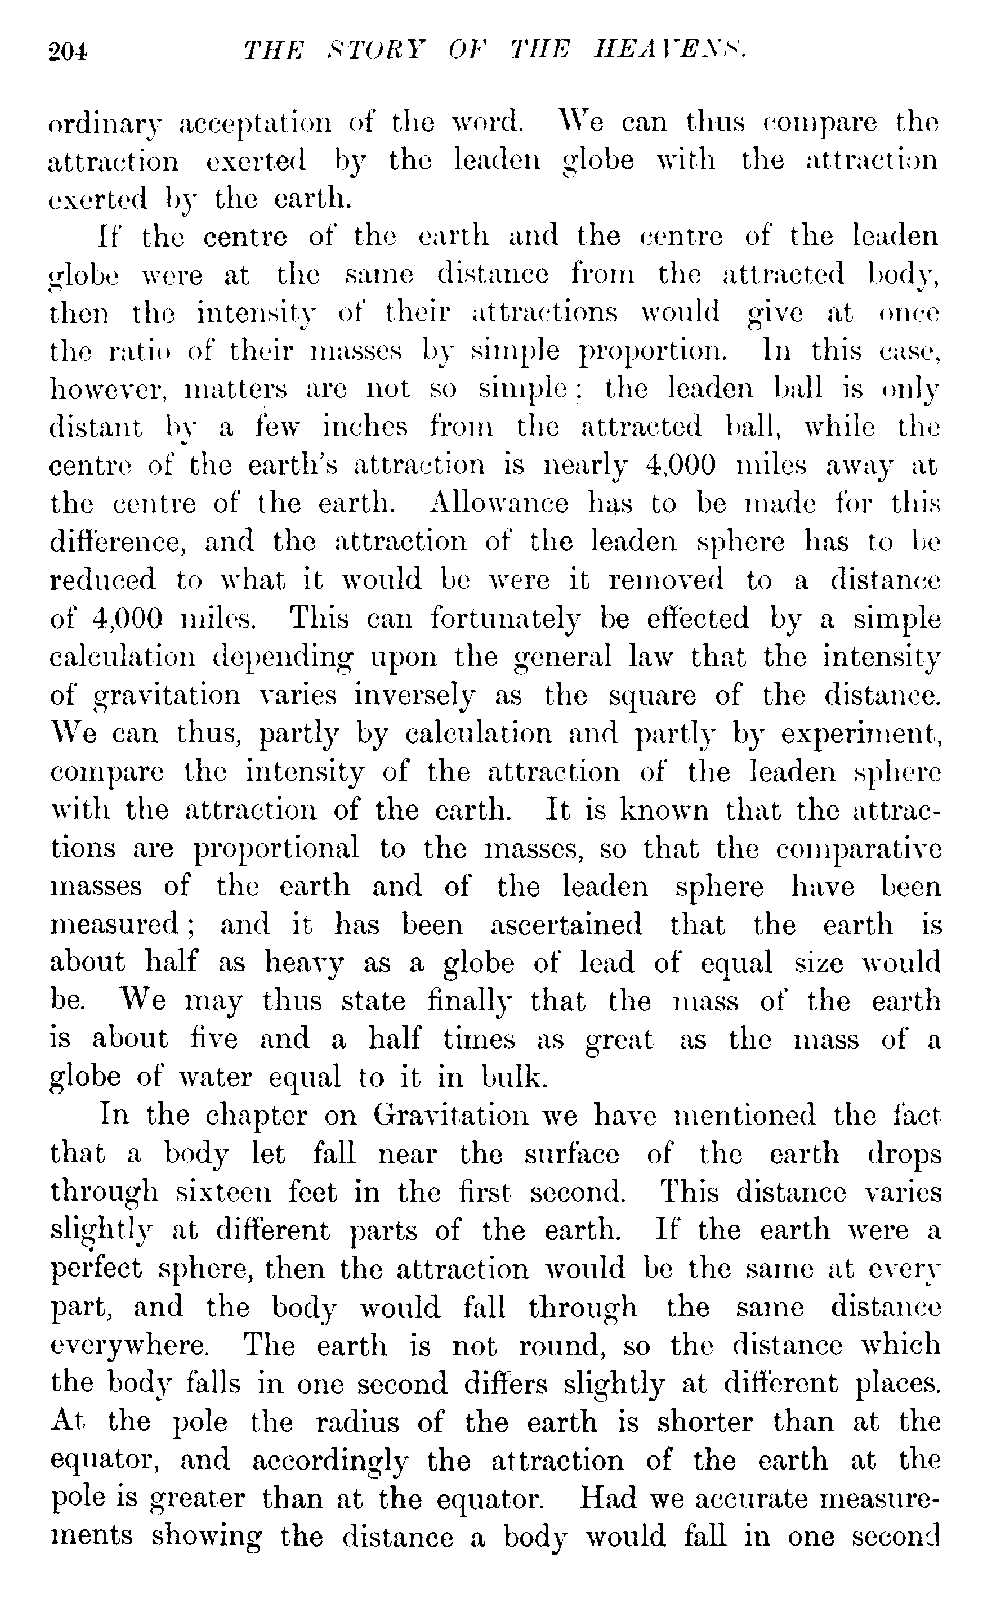 204 THE STORY OF THE HEAVENS.
ordinary acceptation of the word. We can thus compare the
attraction exerted by the leaden globe with the attraction
exerted by the earth.
If the centre of the earth and the centre of the leaden
globe were at the same distance from the attracted body,
then the intensity of their attractions would give at once
the ratio of their masses by simple proportion. In this case,
however, matters are not so simple: the leaden ball is only
distant by a few inches from the attracted ball, while the
centre of the earth's attraction is nearly 4,000 miles away at
the centre of the earth. Allowance has to be made for this
difference, and the attraction of the leaden sphere has to be
reduced to what it would be were it removed to a distance
of 4,000 miles. This can fortunately be effected by a simple
calculation depending upon the general law that the intensity
of gravitation varies inversely as the square of the distance.
We can thus, partly by calculation and partly by experiment,
compare the intensity of the attraction of the leaden sphere
with the attraction of the earth. It is known that the attrac-
tions are proportional to the masses, so that the comparative
masses of the earth and of the leaden sphere have been
measured; and it has been ascertained that the earth is
about half as heavy as a globe of lead of equal size would
be. We may thus state finally that the mass of the earth
is about five and a half times as great as the mass of a
globe of water equal to it in bulk.
In the chapter on Gravitation we have mentioned the fact
that a body let fall near the surface of the earth drops
through sixteen feet in the first second. This distance varies
slightly at different parts of the earth. If the earth were a
perfect sphere, then the attraction would be the same at every
part, and the body would fall through the same distance
everywhere. The earth is not round, so the distance which
the body falls in one second differs slightly at different places.
At the pole the radius of the earth is shorter than at the
equator, and accordingly the attraction of the earth at the
pole is greater than at the equator. Had we accurate measure-
ments showing the distance a body would fall in one second